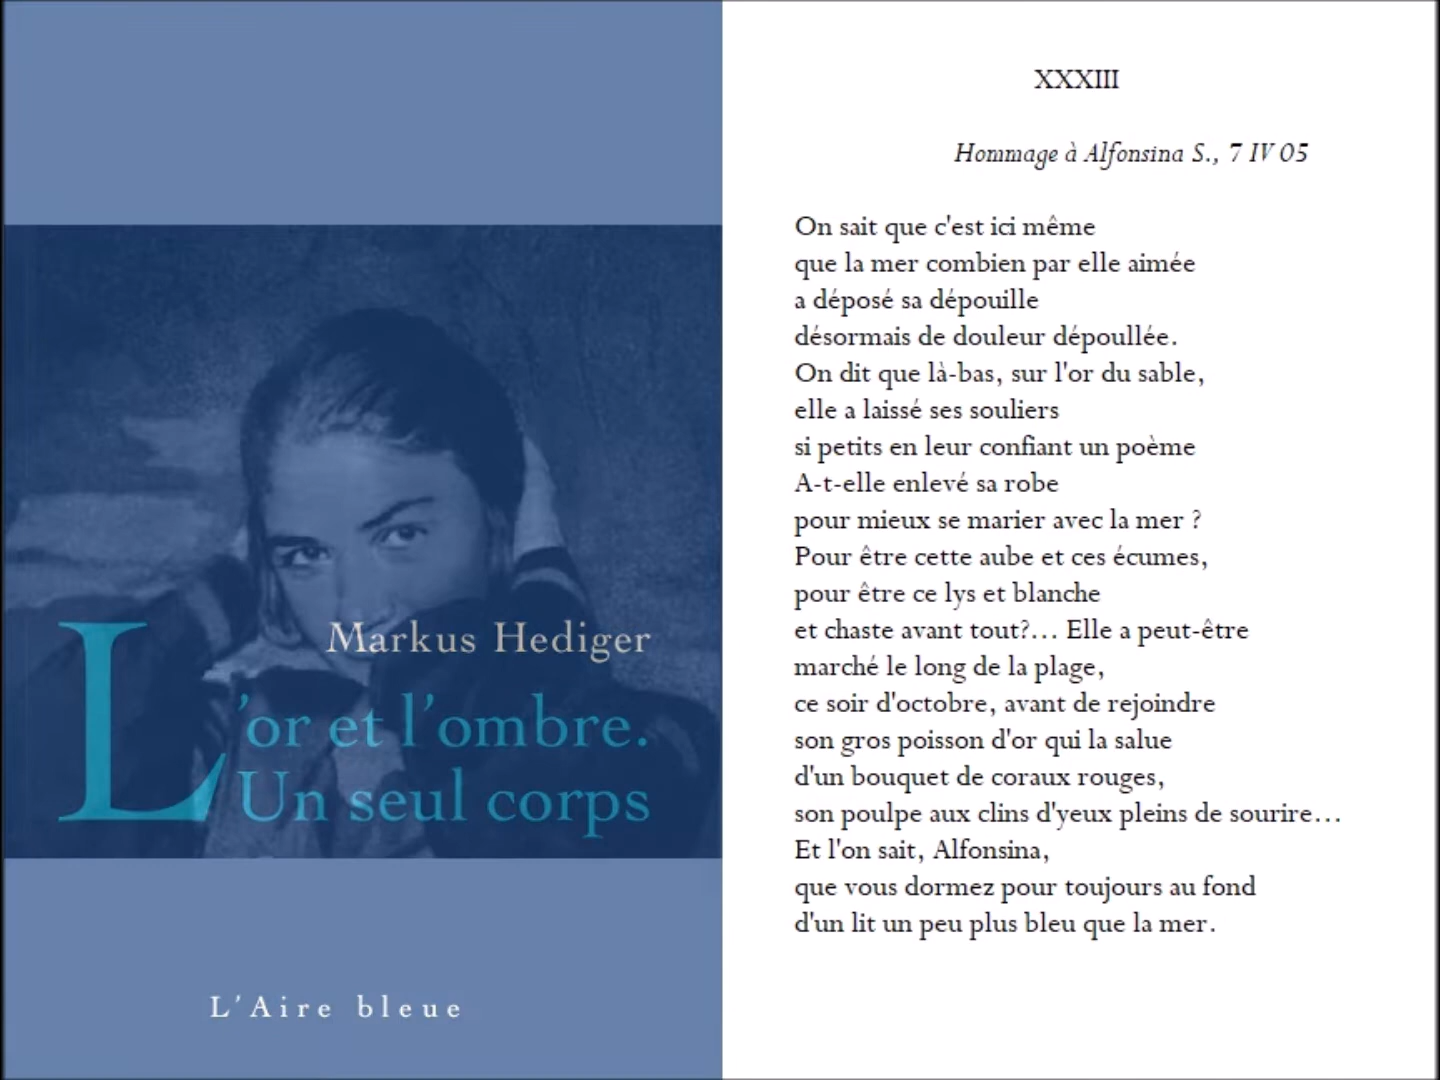 Markus Hediger
L'or et l'ombre.
Un seul corps
L'Aire bleue
XXXIII
Hommage à Alfonsina S., 7 IV 05
On sait que c'est ici même
que la mer combien par elle aimée
a déposé sa dépouille
désormais de douleur dépoullée.
On dit que là-bas, sur l'or du sable,
elle a laissé ses souliers
si petits en leur confiant un poème
A-t-elle enlevé sa robe
pour mieux se marier avec la mer ?
Pour être cette aube et ces écumes,
pour être ce lys et blanche
et chaste avant tout?... Elle a peut-être
marché le long de la plage,
ce soir d'octobre, avant de rejoindre
son gros poisson d'or qui la salue
d'un bouquet de coraux rouges,
son poulpe aux clins d'yeux pleins de sourire...
Et l'on sait, Alfonsina,
que vous dormez pour toujours au fond
d'un lit un peu plus bleu que la mer.